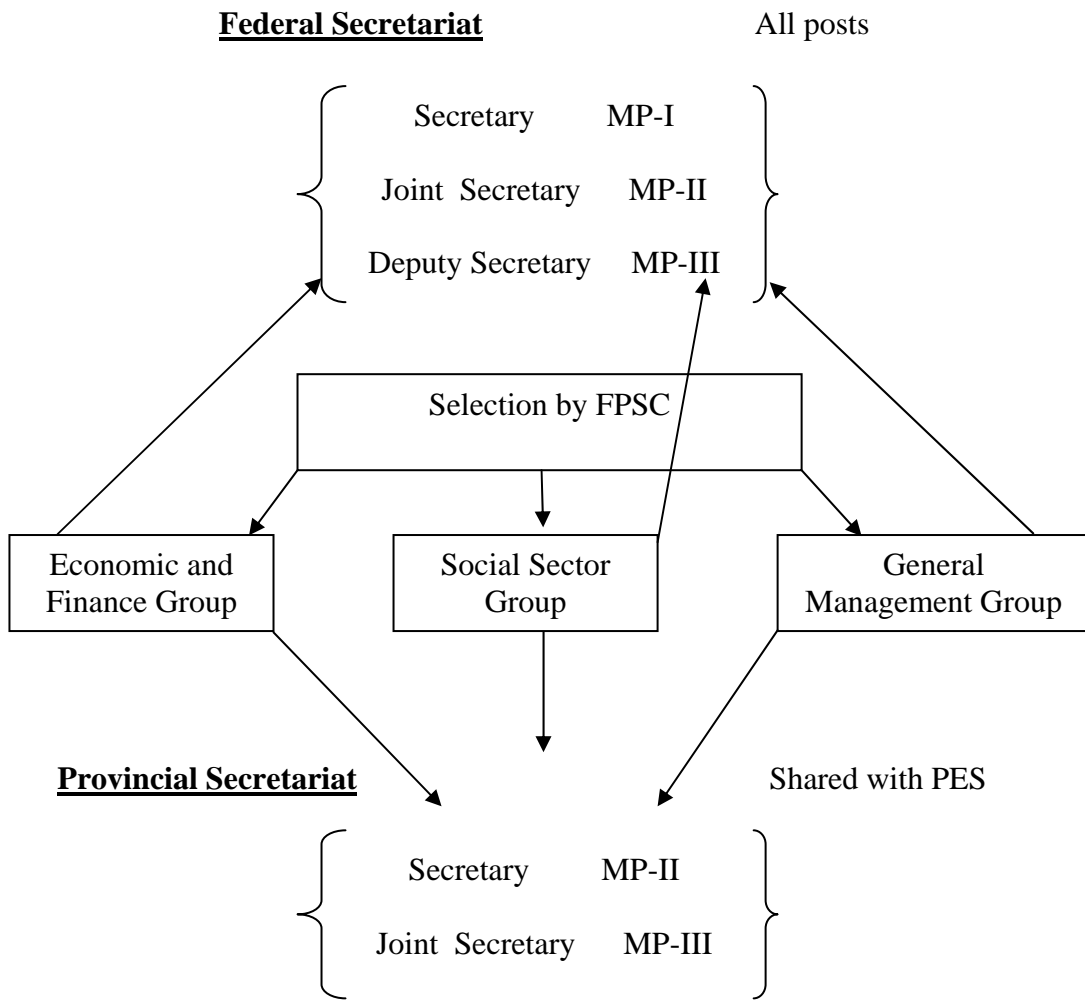 Federal Secretariat All posts
Secretary MP-I
Joint Secretary MP-II
Deputy Secretary MP-III
Selection by FPSC
Economic and
Finance Group
Social Sector
Group
General
Management Group
Provincial Secretariat Shared with PES
Secretary MP-II
Joint Secretary MP-III